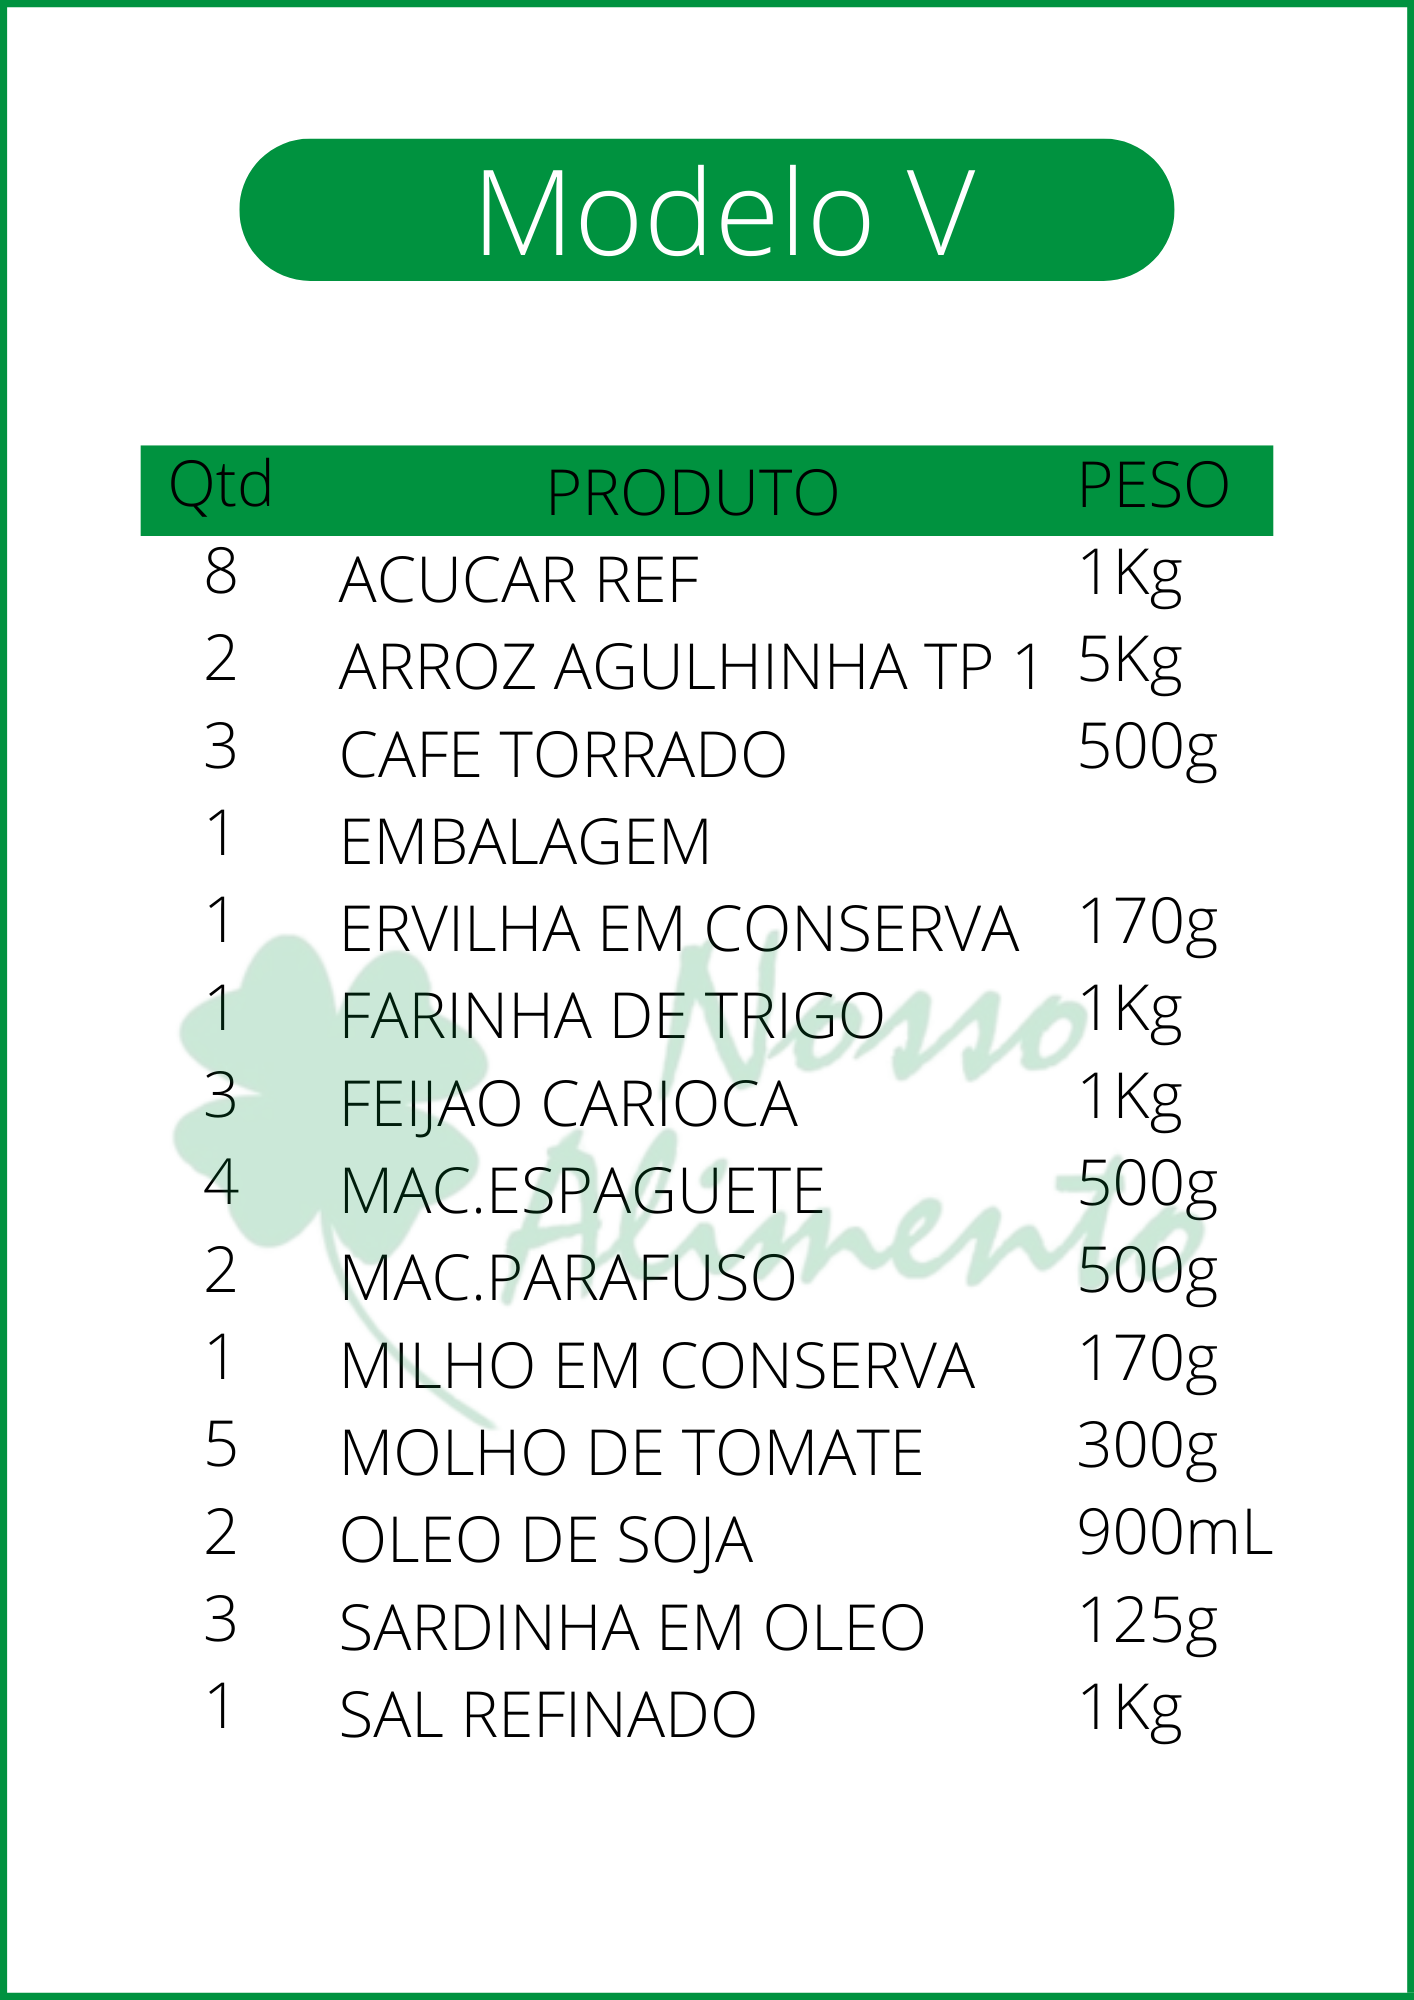 Modelo V
Qtd PRODUTO PESO
8 ACUCAR REF 1Kg
2 ARROZ AGULHINHA TP 1 5Kg
3 CAFE TORRADO 500g
1 EMBALAGEM
1 ERVILHA EM CONSERVA 170g
1 FARINHA DE TRIGO 1Kg
3 FEIJAO CARIOCA 1Kg
4 MAC.ESPAGUETE 500g
2 MAC.PARAFUSO 500g
1 MILHO EM CONSERVA 170g
5 MOLHO DE TOMATE 300g
2 OLEO DE SOJA 900mL
3 SARDINHA EM OLEO 125g
1 SAL REFINADO 1Kg
Nosso
Alimento